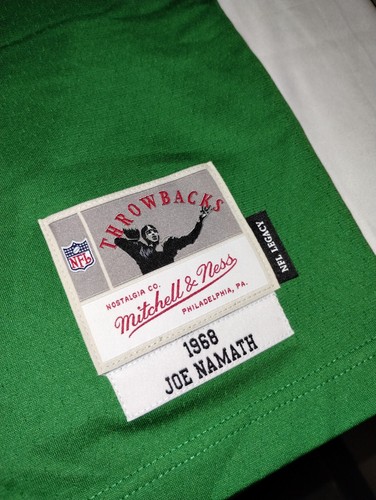 THROWBACKS
NFL
NOSTALGIA CO.
Mitchell & Ness
PHILADELPHIA, PA.
NFL LEGACY
1968
JOE NAMATH